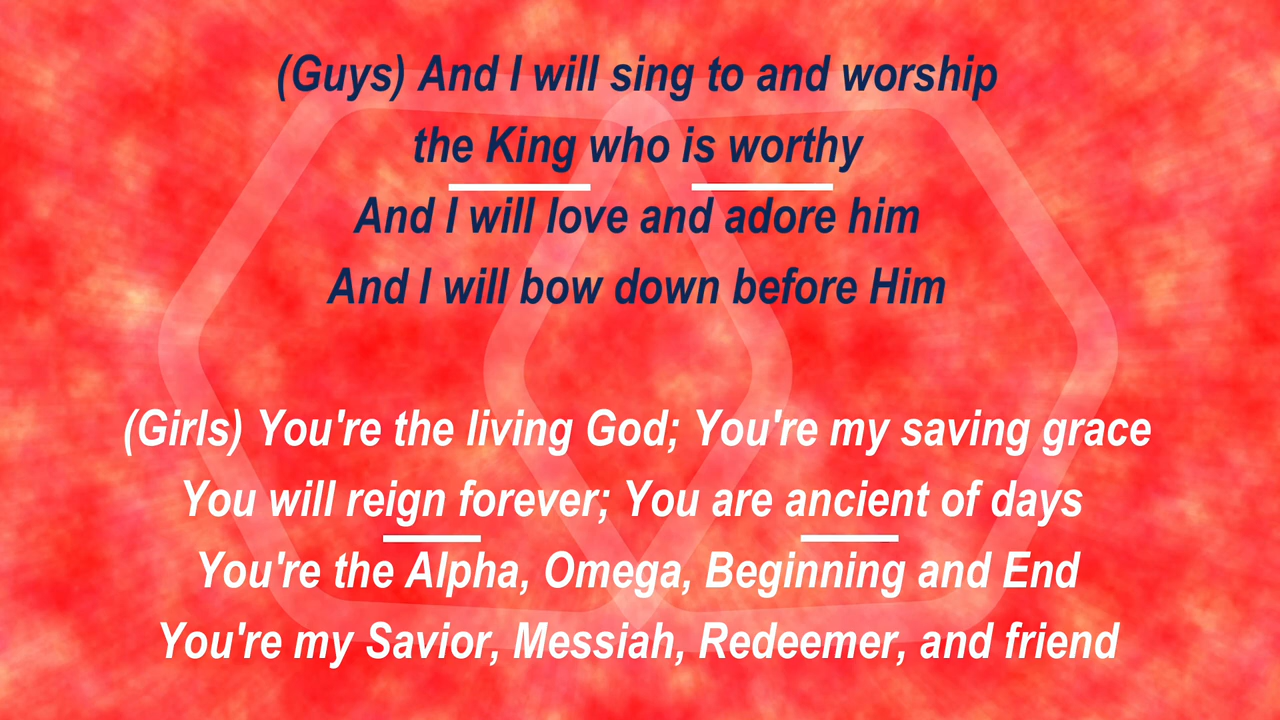 (Guys) And I will sing to and worship
the King who is worthy
And I will love and adore him
And I will bow down before Him
(Girls) You're the living God; You're my saving grace
You will reign forever; You are ancient of days
You're the Alpha, Omega, Beginning and End
You're my Savior, Messiah, Redeemer, and friend